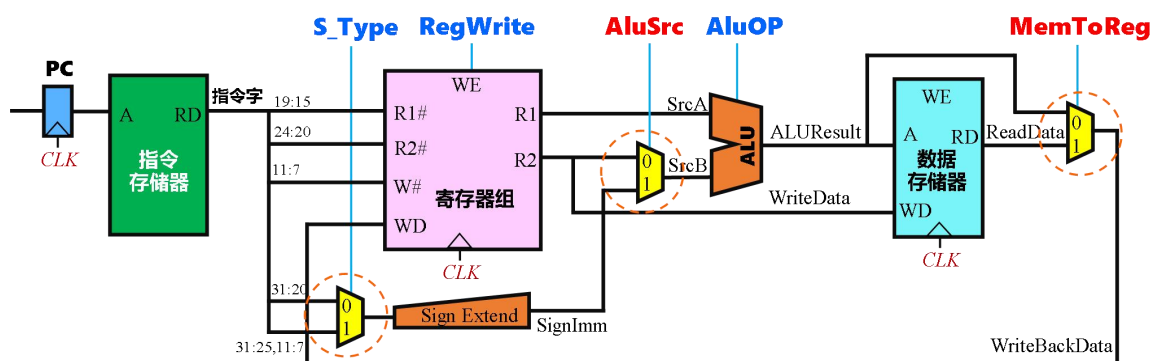 S_Type
RegWrite
AluSrc
AluOP
MemToReg
PC
CLK
A
RD
指令
存储器
指令字
19:15
24:20
11:7
31:20
31:25,11:7
WE
R1#
R2#
W#
WD
R1
R2
寄存器组
CLK
0
1
Sign Extend
SignImm
0
1
SrcA
SrcB
ALU
ALUResult
WriteData
WE
A
RD
数据
存储器
WD
CLK
ReadData
0
1
WriteBackData